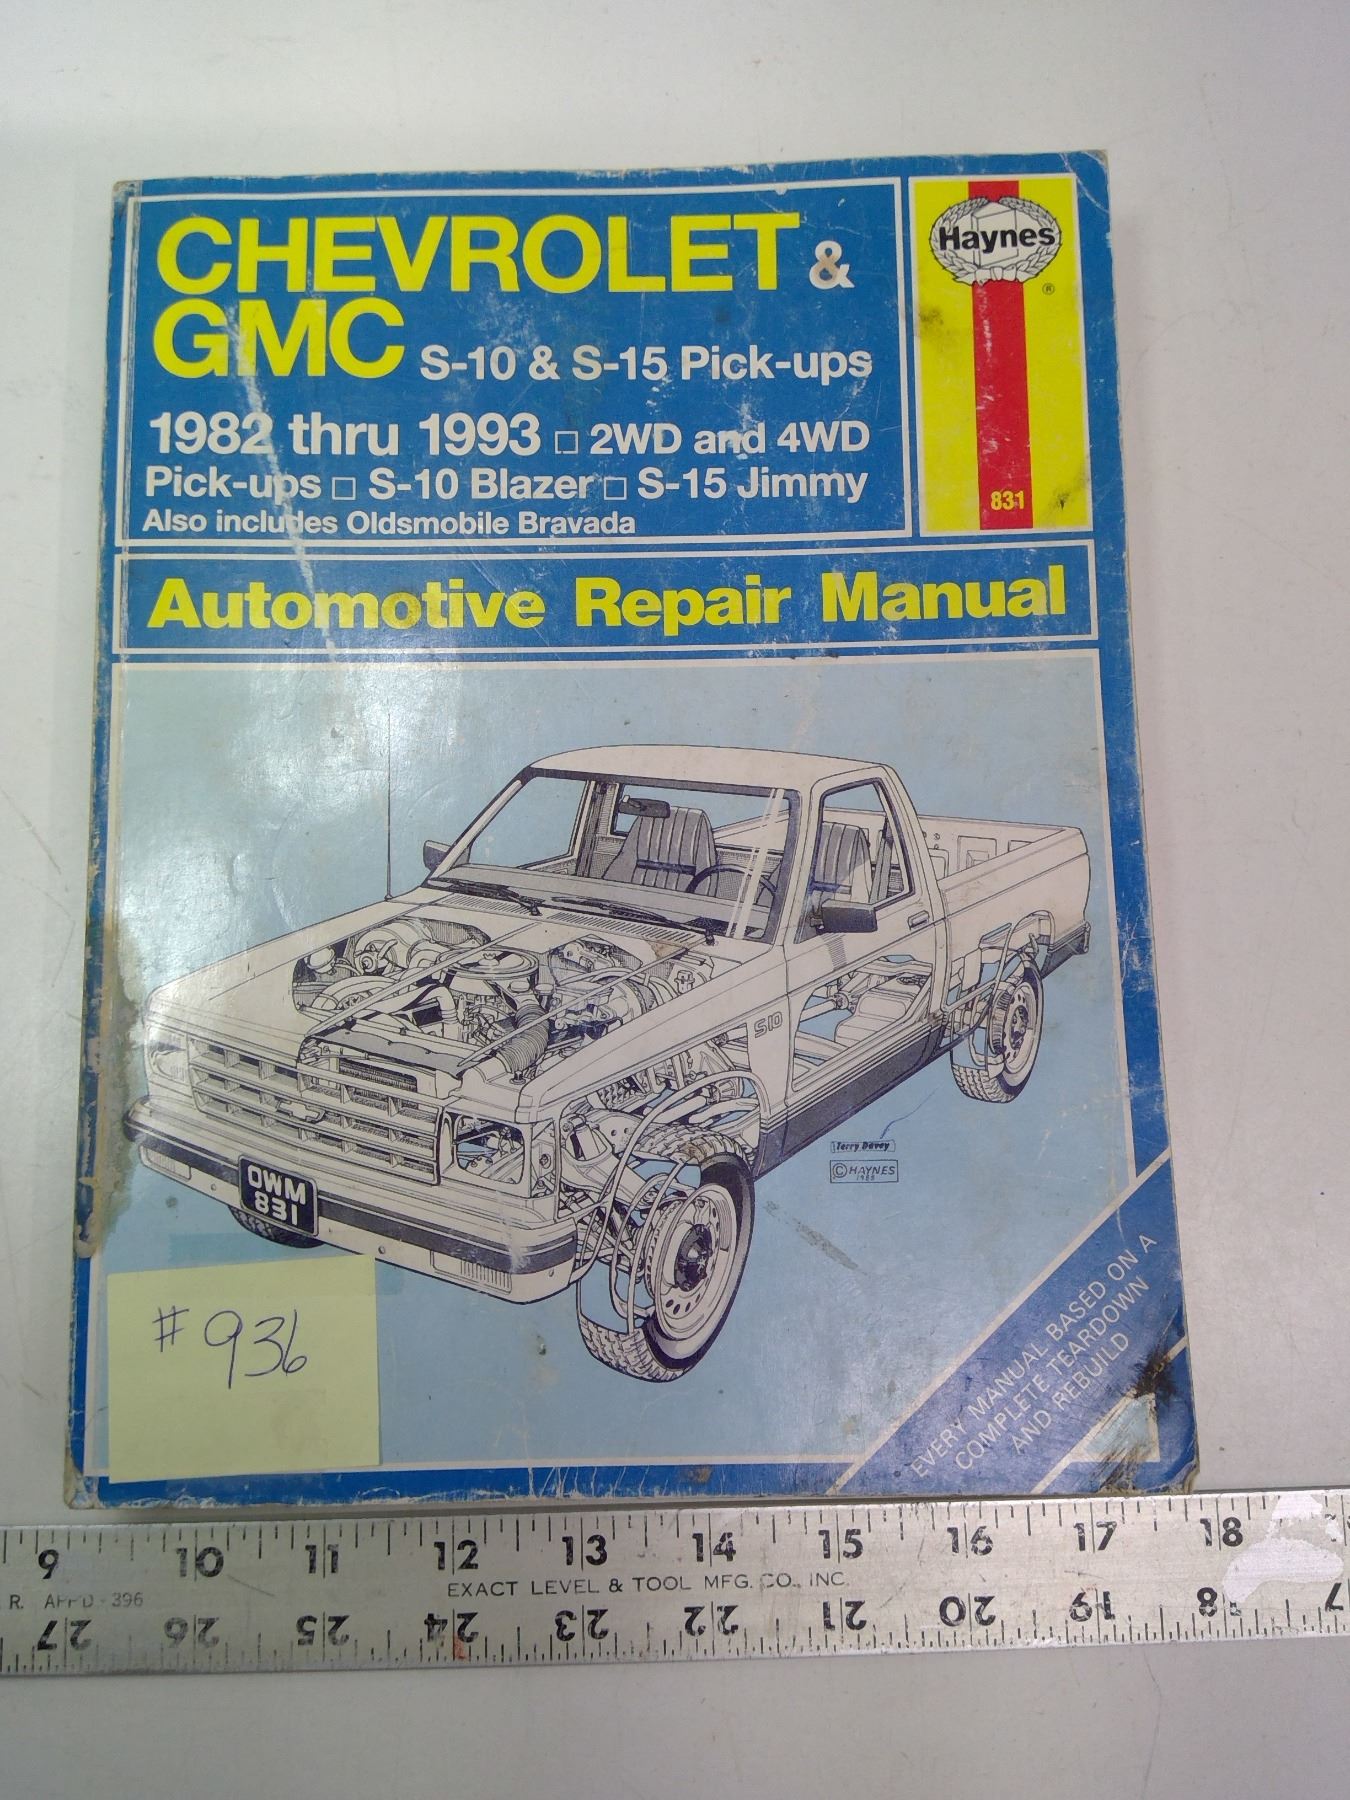 CHEVROLET &
GMC S-10 & S-15 Pick-ups
1982 thru 1993 □ 2WD and 4WD
Pick-ups □ S-10 Blazer □ S-15 Jimmy
Also includes Oldsmobile Bravada
Haynes
®
831
Automotive Repair Manual
S10
Terry Davey
© HAYNES
OWM
831
EVERY MANUAL BASED ON A
COMPLETE TEARDOWN
AND REBUILD
# 936
9 10 11 12 13 14 15 16 17 18
EXACT LEVEL & TOOL MFG. CO., INC.
27 26 25 24 23 22 21 20 19 18